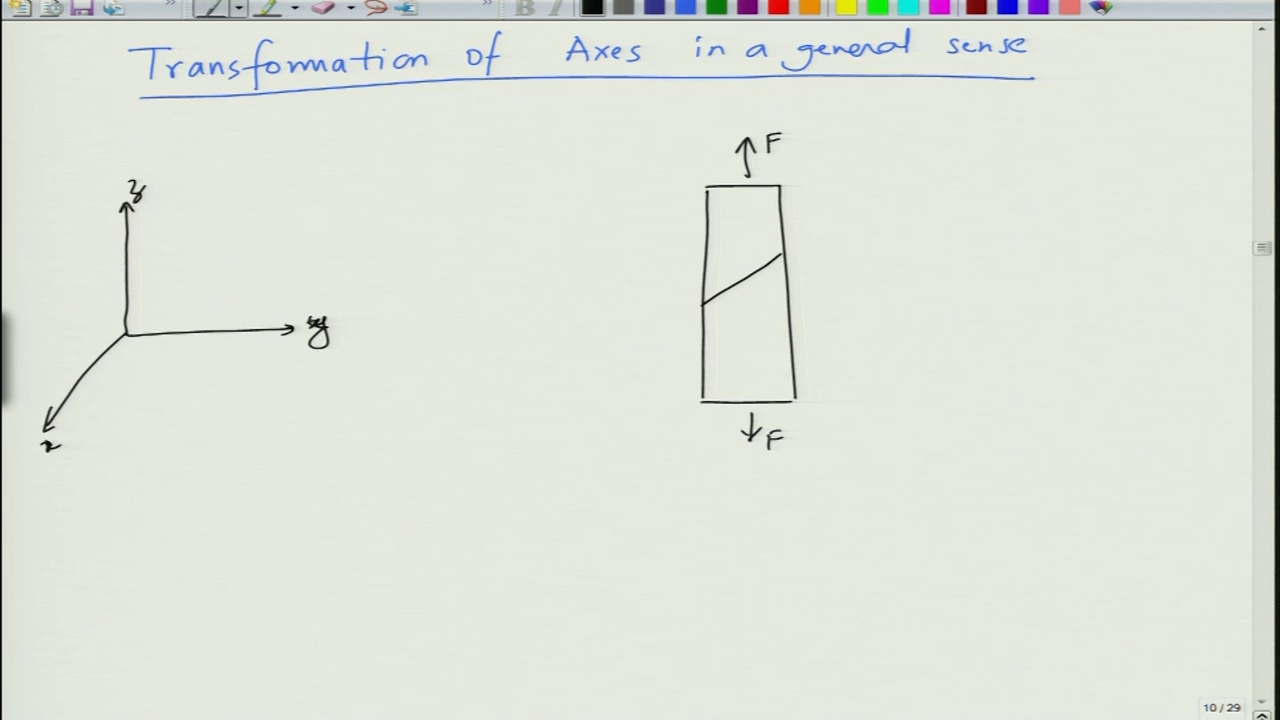 Transformation of Axes in a general sense
F
z
y
x
F
10 / 29